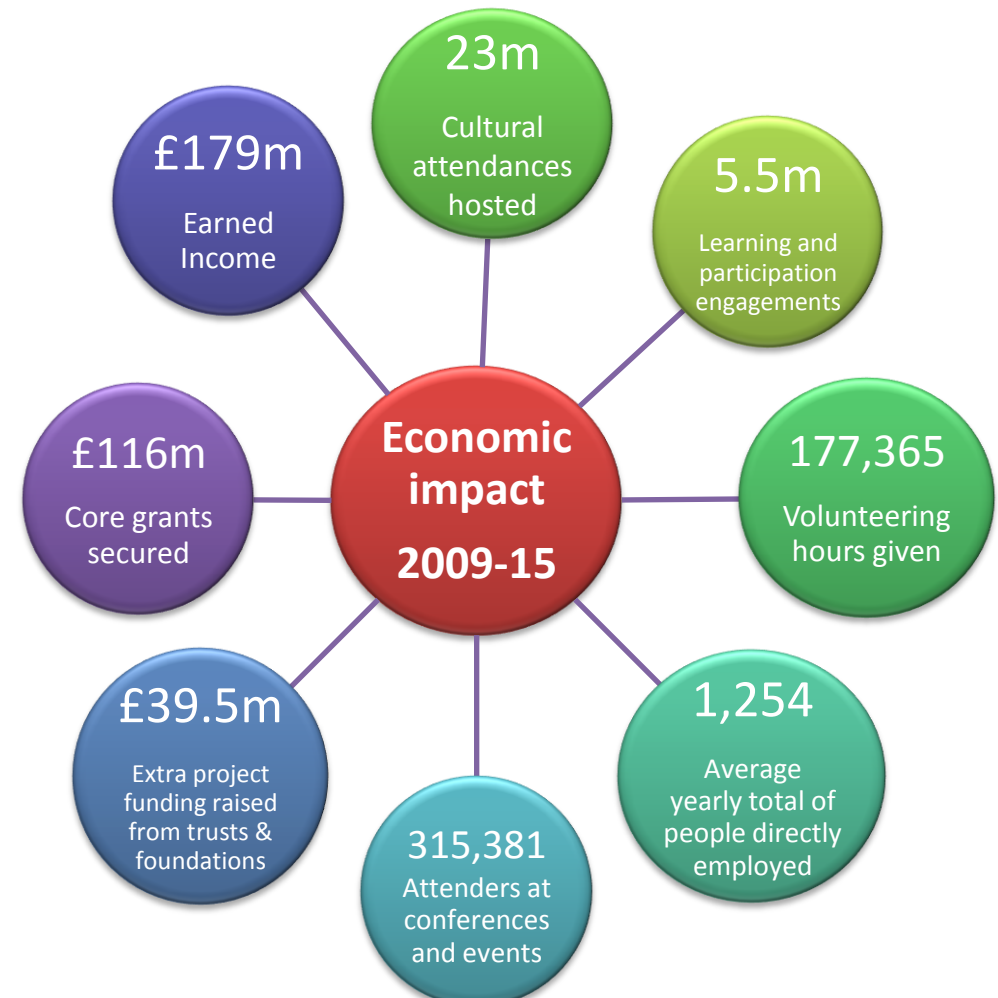 Economic
impact
2009-15
23m
Cultural
attendances
hosted
5.5m
Learning and
participation
engagements
177,365
Volunteering
hours given
1,254
Average
yearly total of
people directly
employed
315,381
Attenders at
conferences
and events
£39.5m
Extra project
funding raised
from trusts &
foundations
£116m
Core grants
secured
£179m
Earned
Income